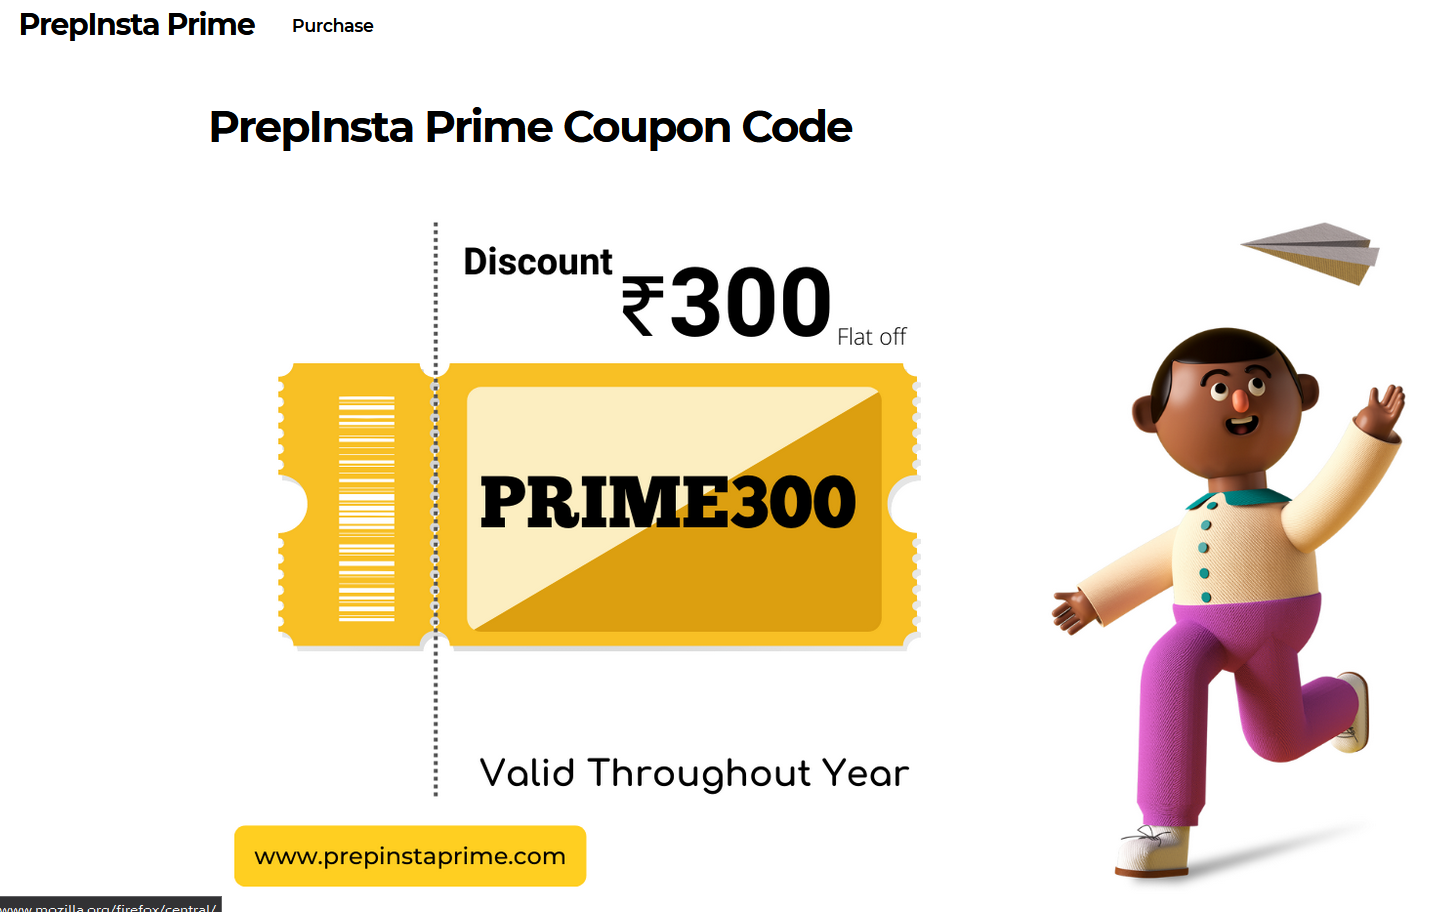 PrepInsta Prime Purchase
PrepInsta Prime Coupon Code
Discount ₹300 Flat off
PRIME300
Valid Throughout Year
www.prepinstaprime.com
www.mozilla.org/firefox/central/